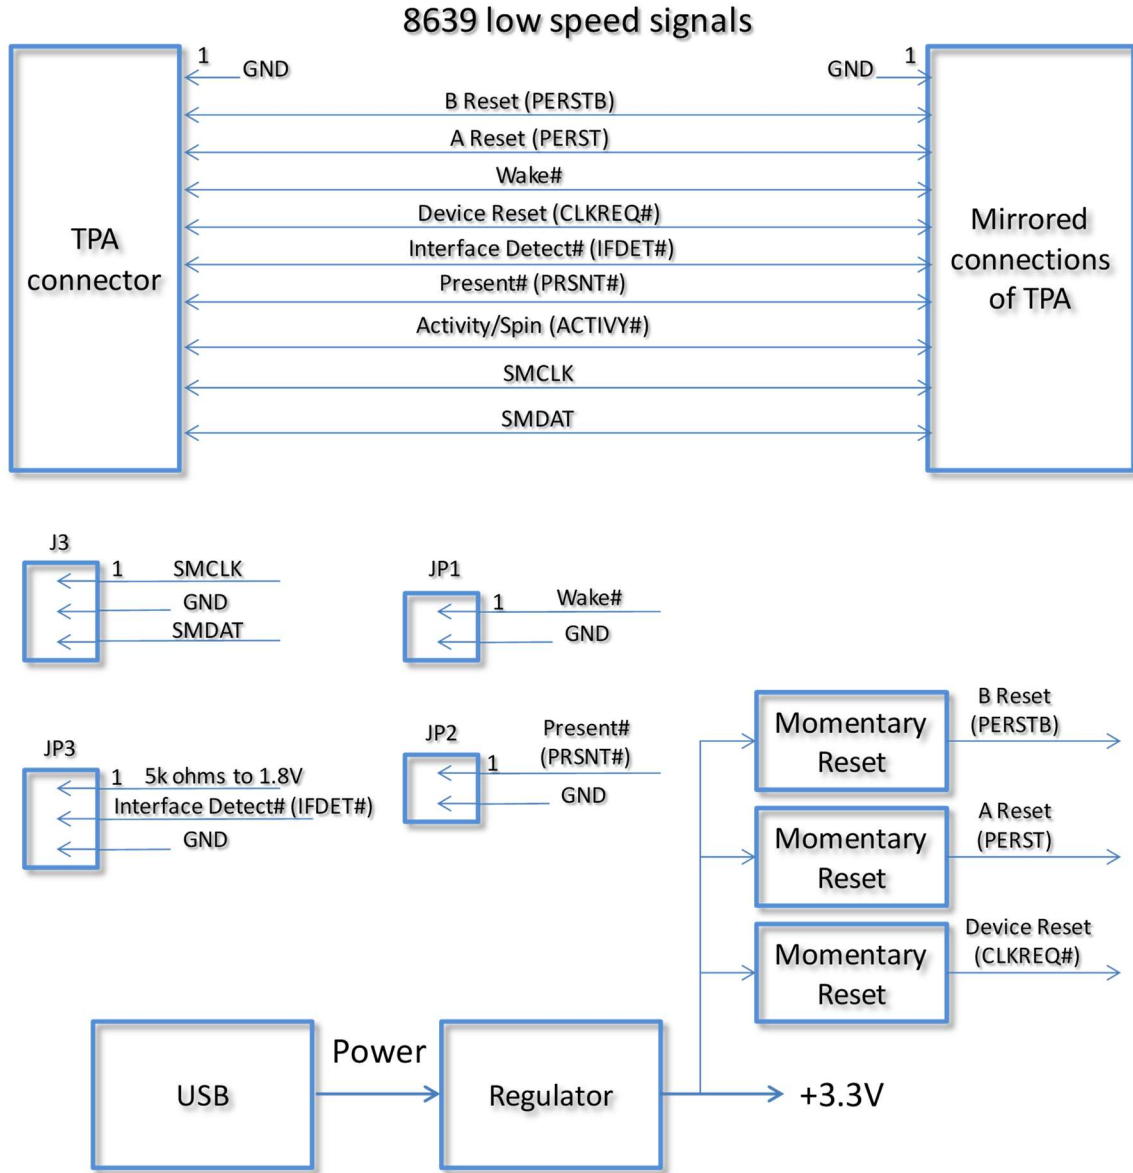 8639 low speed signals
1
GND
GND
1
B Reset (PERSTB)
A Reset (PERST)
Wake#
Device Reset (CLKREQ#)
Interface Detect# (IFDET#)
Present# (PRSNT#)
Activity/Spin (ACTIVY#)
SMCLK
SMDAT
TPA
connector
Mirrored
connections
of TPA
J3
1
SMCLK
GND
SMDAT
JP1
1
Wake#
GND
JP3
1
5k ohms to 1.8V
Interface Detect# (IFDET#)
GND
JP2
1
Present#
(PRSNT#)
GND
Momentary
Reset
B Reset
(PERSTB)
Momentary
Reset
A Reset
(PERST)
Momentary
Reset
Device Reset
(CLKREQ#)
USB
Power
Regulator
+3.3V